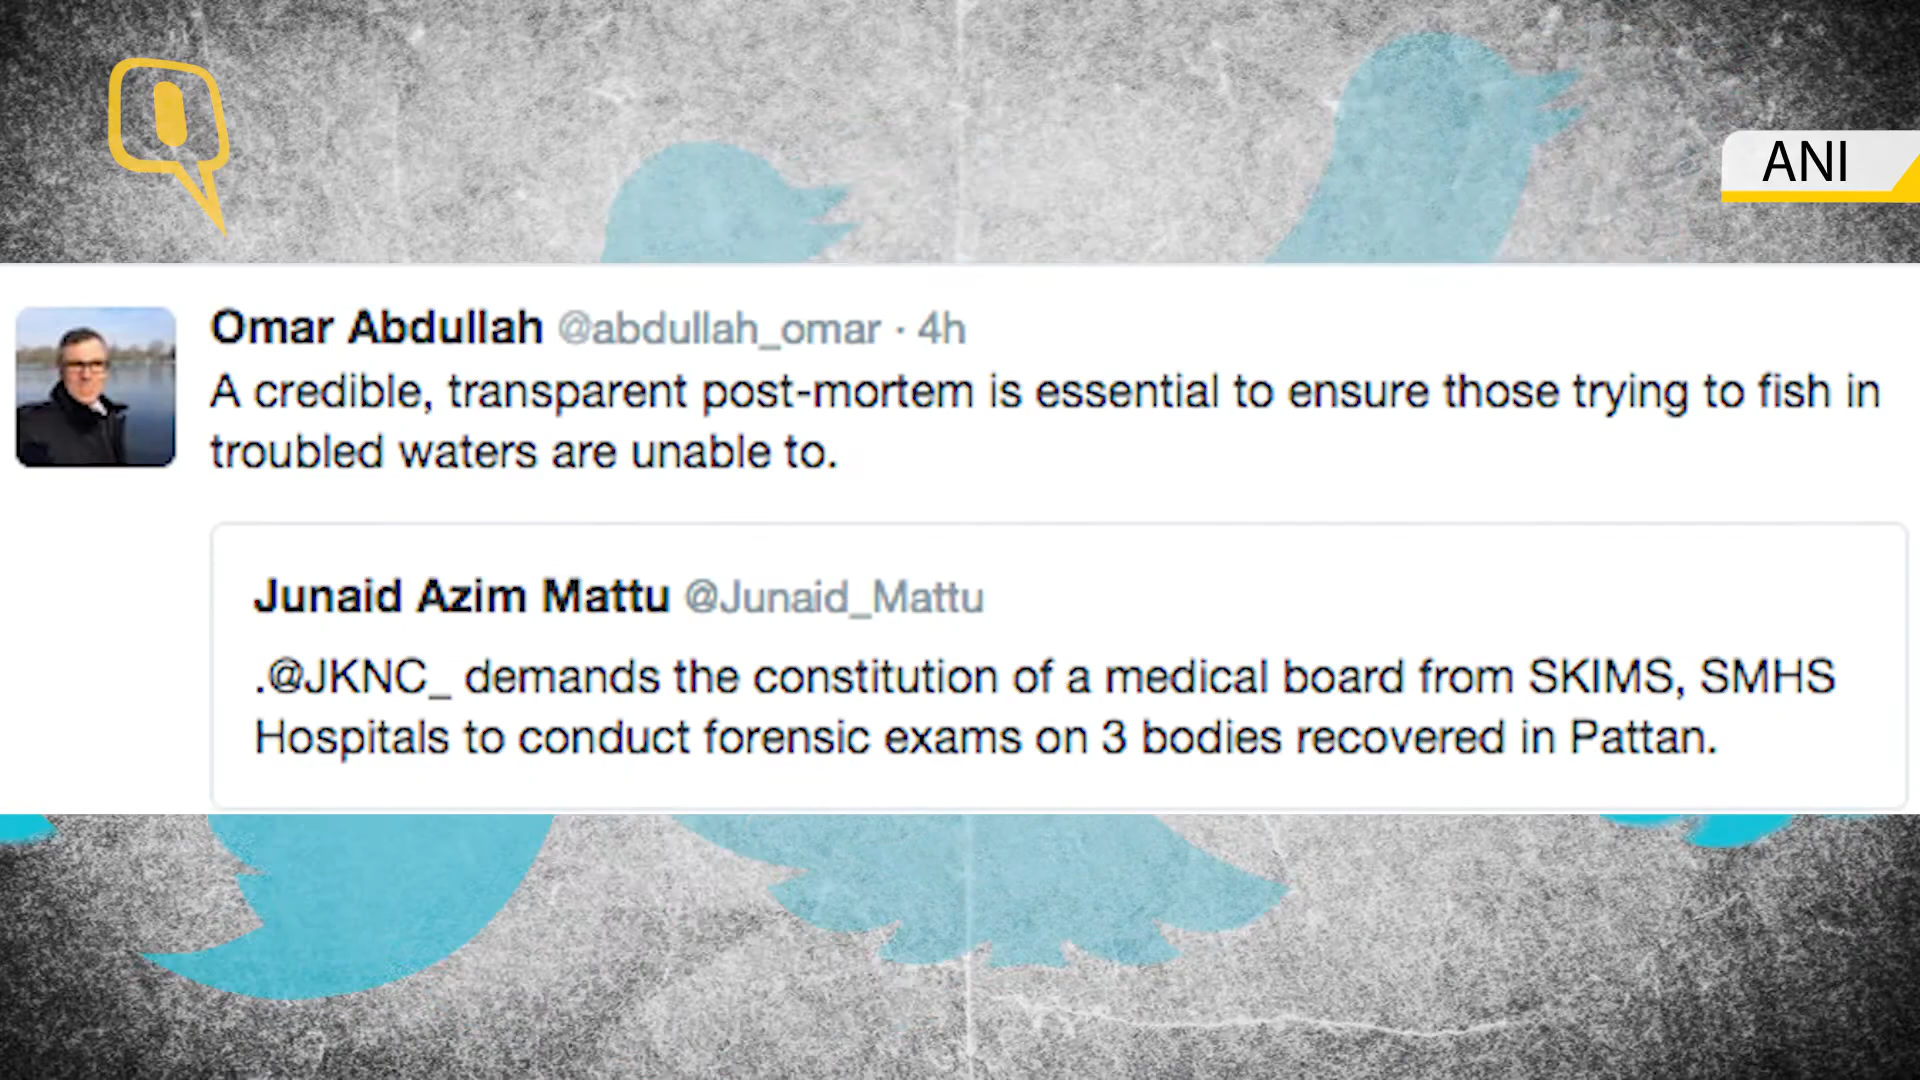 ANI
Omar Abdullah @abdullah_omar · 4h
A credible, transparent post-mortem is essential to ensure those trying to fish in
troubled waters are unable to.
Junaid Azim Mattu @Junaid_Mattu
.@JKNC_ demands the constitution of a medical board from SKIMS, SMHS
Hospitals to conduct forensic exams on 3 bodies recovered in Pattan.